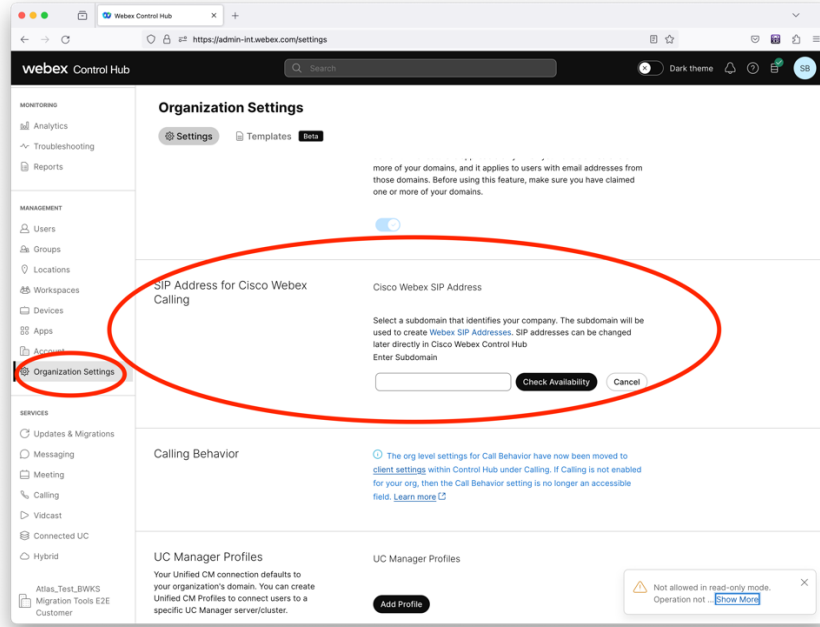 Webex Control Hub
https://admin-int.webex.com/settings
webex Control Hub
Search
Dark theme
SB
MONITORING
Analytics
Troubleshooting
Reports
MANAGEMENT
Users
Groups
Locations
Workspaces
Devices
Apps
Account
Organization Settings
SERVICES
Updates & Migrations
Messaging
Meeting
Calling
Vidcast
Connected UC
Hybrid
Atlas_Test_BWKS
Migration Tools E2E
Customer
Organization Settings
Settings
Templates Beta
more of your domains, and it applies to users with email addresses from
those domains. Before using this feature, make sure you have claimed
one or more of your domains.
SIP Address for Cisco Webex
Calling
Cisco Webex SIP Address
Select a subdomain that identifies your company. The subdomain will be
used to create Webex SIP Addresses. SIP addresses can be changed
later directly in Cisco Webex Control Hub
Enter Subdomain
Check Availability
Cancel
Calling Behavior
The org level settings for Call Behavior have now been moved to
client settings within Control Hub under Calling. If Calling is not enabled
for your org, then the Call Behavior setting is no longer an accessible
field. Learn more
UC Manager Profiles
Your Unified CM connection defaults to
your organization's domain. You can create
Unified CM Profiles to connect users to a
specific UC Manager server/cluster.
UC Manager Profiles
Add Profile
Not allowed in read-only mode.
Operation not ... Show More